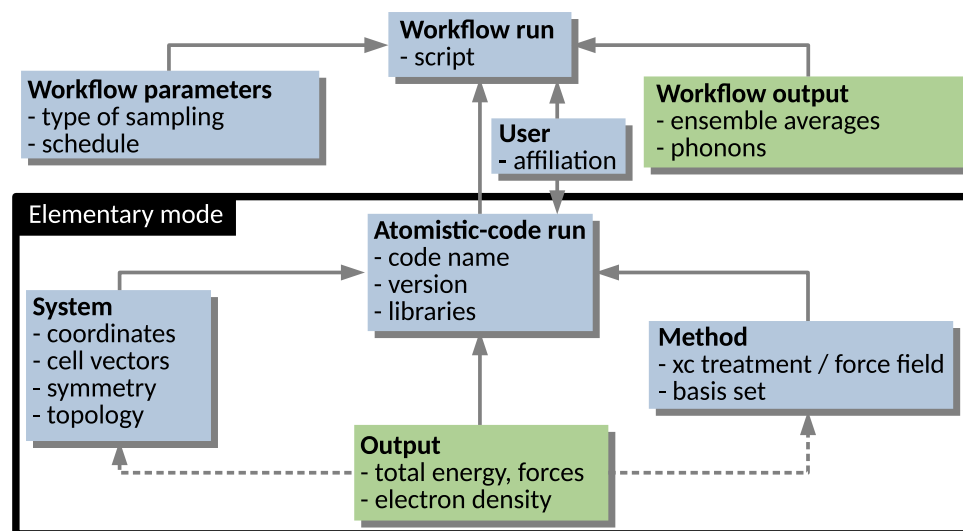 Workflow run
- script
Workflow parameters
- type of sampling
- schedule
Workflow output
- ensemble averages
- phonons
User
- affiliation
Elementary mode
Atomistic-code run
- code name
- version
- libraries
System
- coordinates
- cell vectors
- symmetry
- topology
Method
- xc treatment / force field
- basis set
Output
- total energy, forces
- electron density